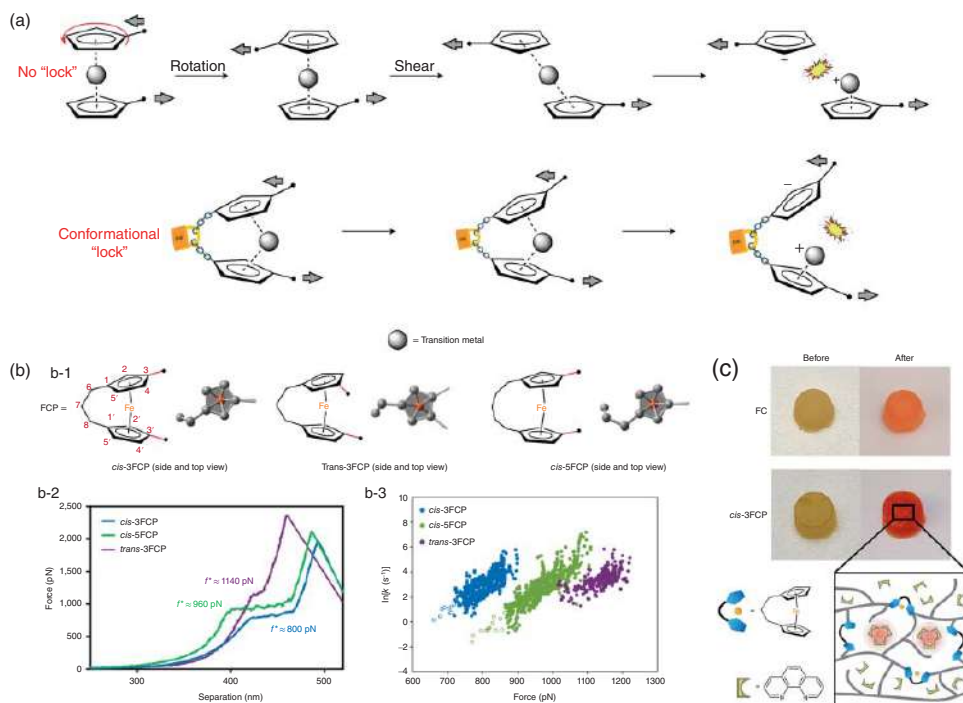 (a)
No "lock"
Rotation
Shear
−
+
Conformational
"lock"
−
+
= Transition metal
(b)
b-1
FCP =
1
2
3
4
5′
6
7
8
Fe
1′
2′
3′
4′
5′
Fe
Fe
cis-3FCP (side and top view)
Trans-3FCP (side and top view)
cis-5FCP (side and top view)
b-2
Force (pN)
2,500
2,000
1,500
1,000
500
0
cis-3FCP
cis-5FCP
trans-3FCP
f* ≈ 1140 pN
f* ≈960 pN
f* ≈ 800 pN
300
400
500
Separation (nm)
b-3
ln[k (s⁻¹)]
10
8
6
4
2
0
−2
−4
cis-3FCP
cis-5FCP
trans-3FCP
600
700
800
900
1000
1100
1200
1300
Force (pN)
(c)
Before
After
FC
cis-3FCP
=
=